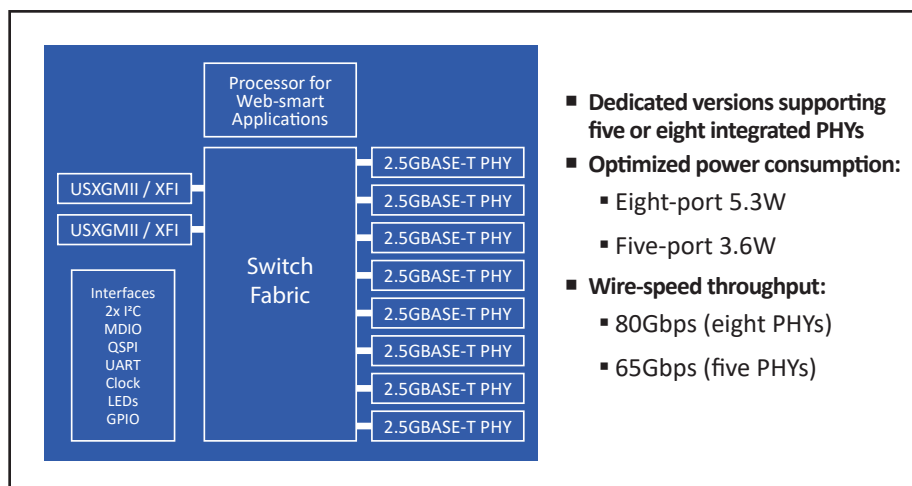 Processor for
Web-smart
Applications
USXGMII / XFI
USXGMII / XFI
Interfaces
2x I²C
MDIO
QSPI
UART
Clock
LEDs
GPIO
Switch
Fabric
2.5GBASE-T PHY
2.5GBASE-T PHY
2.5GBASE-T PHY
2.5GBASE-T PHY
2.5GBASE-T PHY
2.5GBASE-T PHY
2.5GBASE-T PHY
2.5GBASE-T PHY
▪ Dedicated versions supporting
five or eight integrated PHYs
▪ Optimized power consumption:
▪ Eight-port 5.3W
▪ Five-port 3.6W
▪ Wire-speed throughput:
▪ 80Gbps (eight PHYs)
▪ 65Gbps (five PHYs)